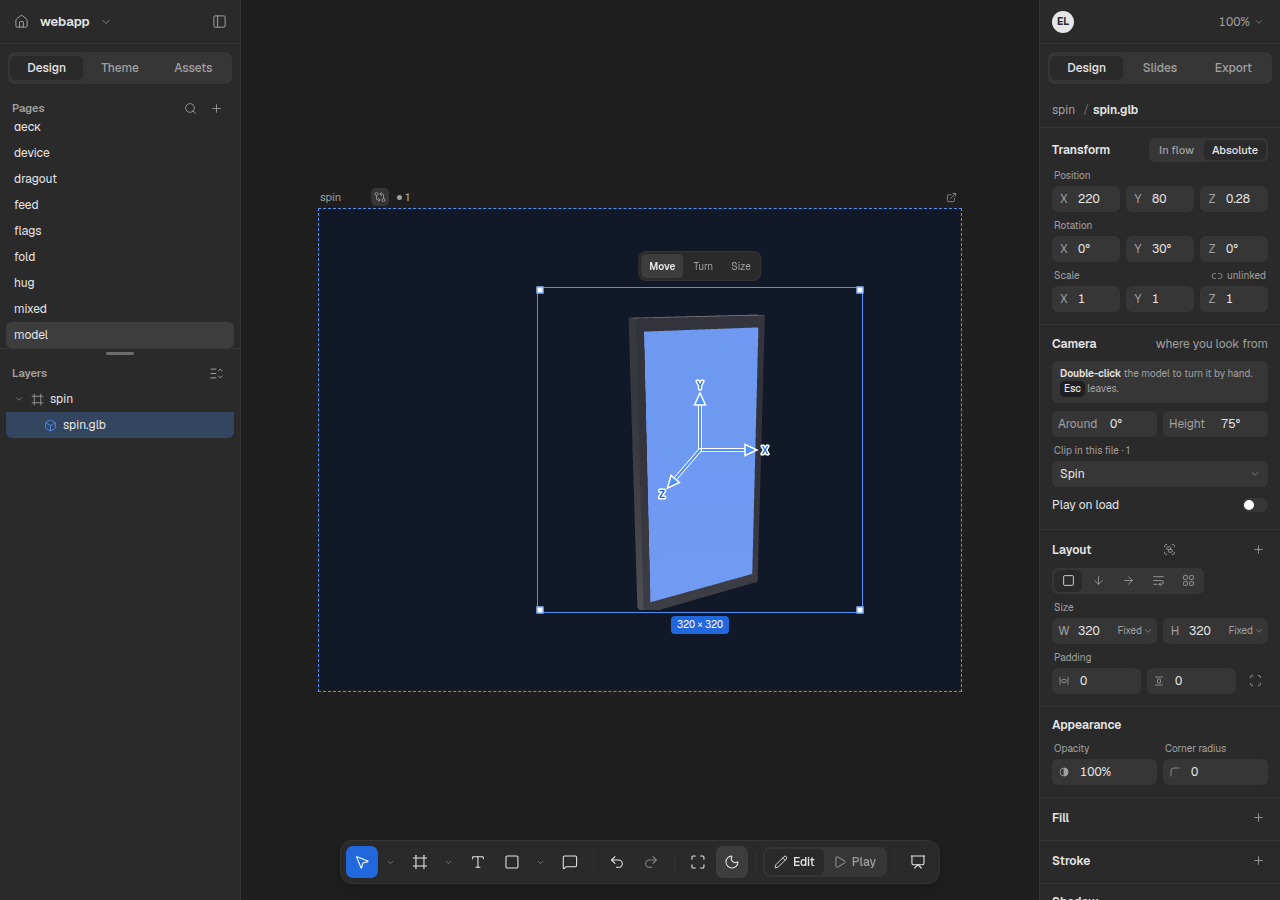 webapp
Design Theme Assets
Pages
deck
device
dragout
feed
flags
fold
hug
mixed
model
Layers
spin
spin.glb
spin 1
Move Turn Size
Y
X
Z
320 × 320
Edit Play
EL 100%
Design Slides Export
spin / spin.glb
Transform In flow Absolute
Position
X 220 Y 80 Z 0.28
Rotation
X 0° Y 30° Z 0°
Scale unlinked
X 1 Y 1 Z 1
Camera where you look from
Double-click the model to turn it by hand.
Esc leaves.
Around 0° Height 75°
Clip in this file · 1
Spin
Play on load
Layout
Size
W 320 Fixed H 320 Fixed
Padding
0 0
Appearance
Opacity Corner radius
100% 0
Fill
Stroke